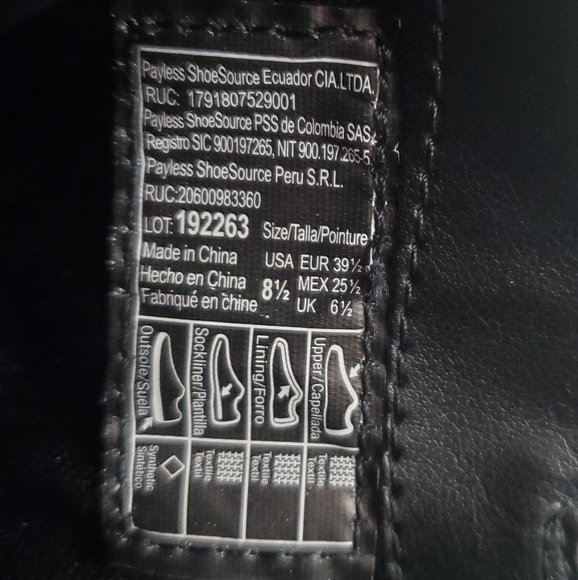 Payless ShoeSource Ecuador CIA.LTDA.
RUC: 1791807529001
Payless ShoeSource PSS de Colombia SAS.
Registro SIC 900197265, NIT 900.197.265-5
Payless ShoeSource Peru S.R.L.
RUC:20600983360
LOT: 192263 Size/Talla/Pointure
Made in China USA EUR 39½
Hecho en China 8½ MEX 25½
Fabriqué en chine UK 6½
Upper/Capellada
Textile
Textil
Lining/Forro
Textile
Textil
Sockliner/Plantilla
Textile
Textil
Outsole/Suela
Synthetic
Sintético